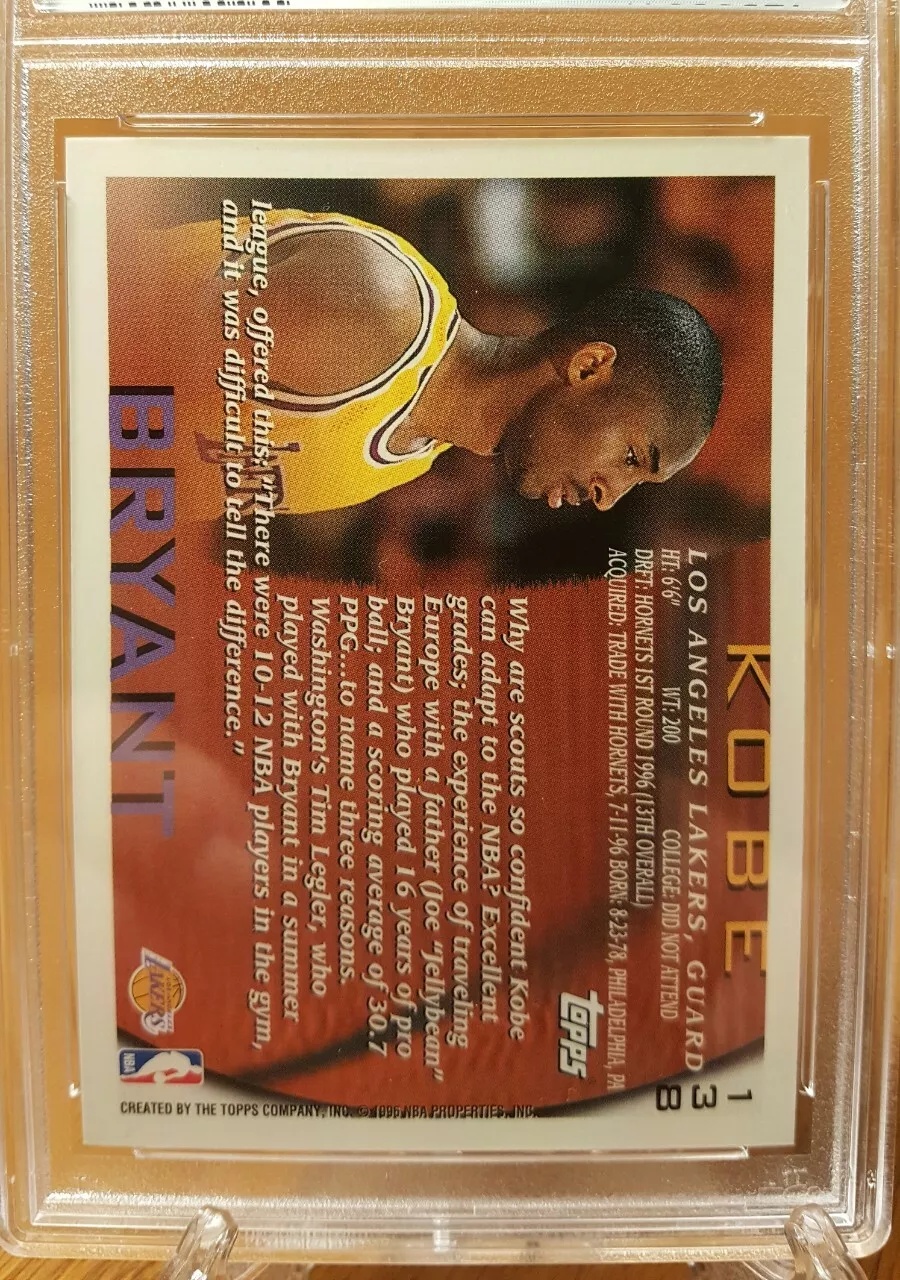 KOBE
138
LOS ANGELES LAKERS, GUARD
HT: 6'6" WT: 200 COLLEGE: DID NOT ATTEND
DRFT: HORNETS 1ST ROUND 1996 (13TH OVERALL)
ACQUIRED: TRADE WITH HORNETS, 7-11-96 BORN: 8-23-78, PHILADELPHIA, PA
topps
Why are scouts so confident Kobe
can adapt to the NBA? Excellent
grades; the experience of traveling
Europe with a father (Joe "Jellybean"
Bryant) who played 16 years of pro
ball; and a scoring average of 30.7
PPG...to name three reasons.
Washington's Tim Legler, who
played with Bryant in a summer
league, offered this: "There were 10-12 NBA players in the gym,
and it was difficult to tell the difference."
BRYANT
LAKERS
NBA
CREATED BY THE TOPPS COMPANY, INC. © 1996 NBA PROPERTIES, INC.